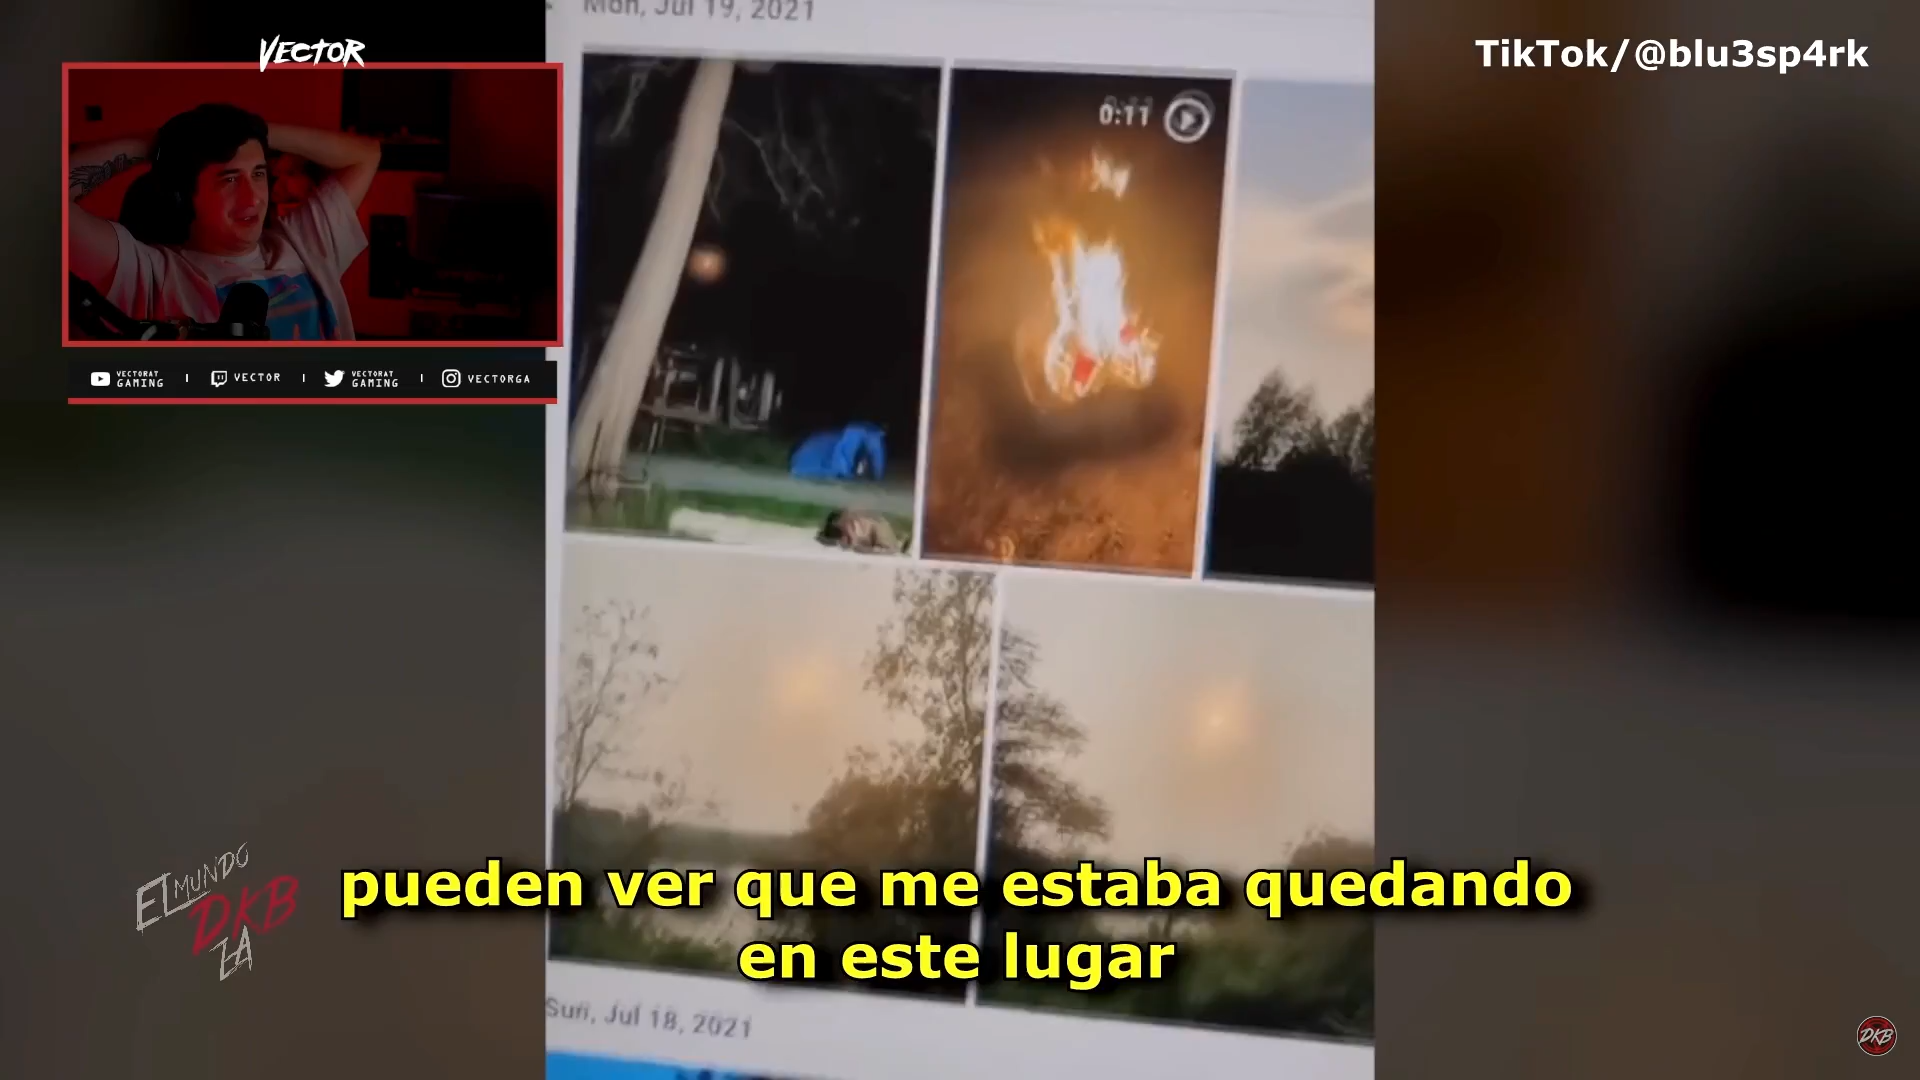 Mon, Jul 19, 2021
VECTOR
TikTok/@blu3sp4rk
0:11
VECTORAT GAMING
VECTOR
VECTORAT GAMING
VECTORGA
EL MUNDO
DKB
ZA
pueden ver que me estaba quedando
en este lugar
Sun, Jul 18, 2021
DKB